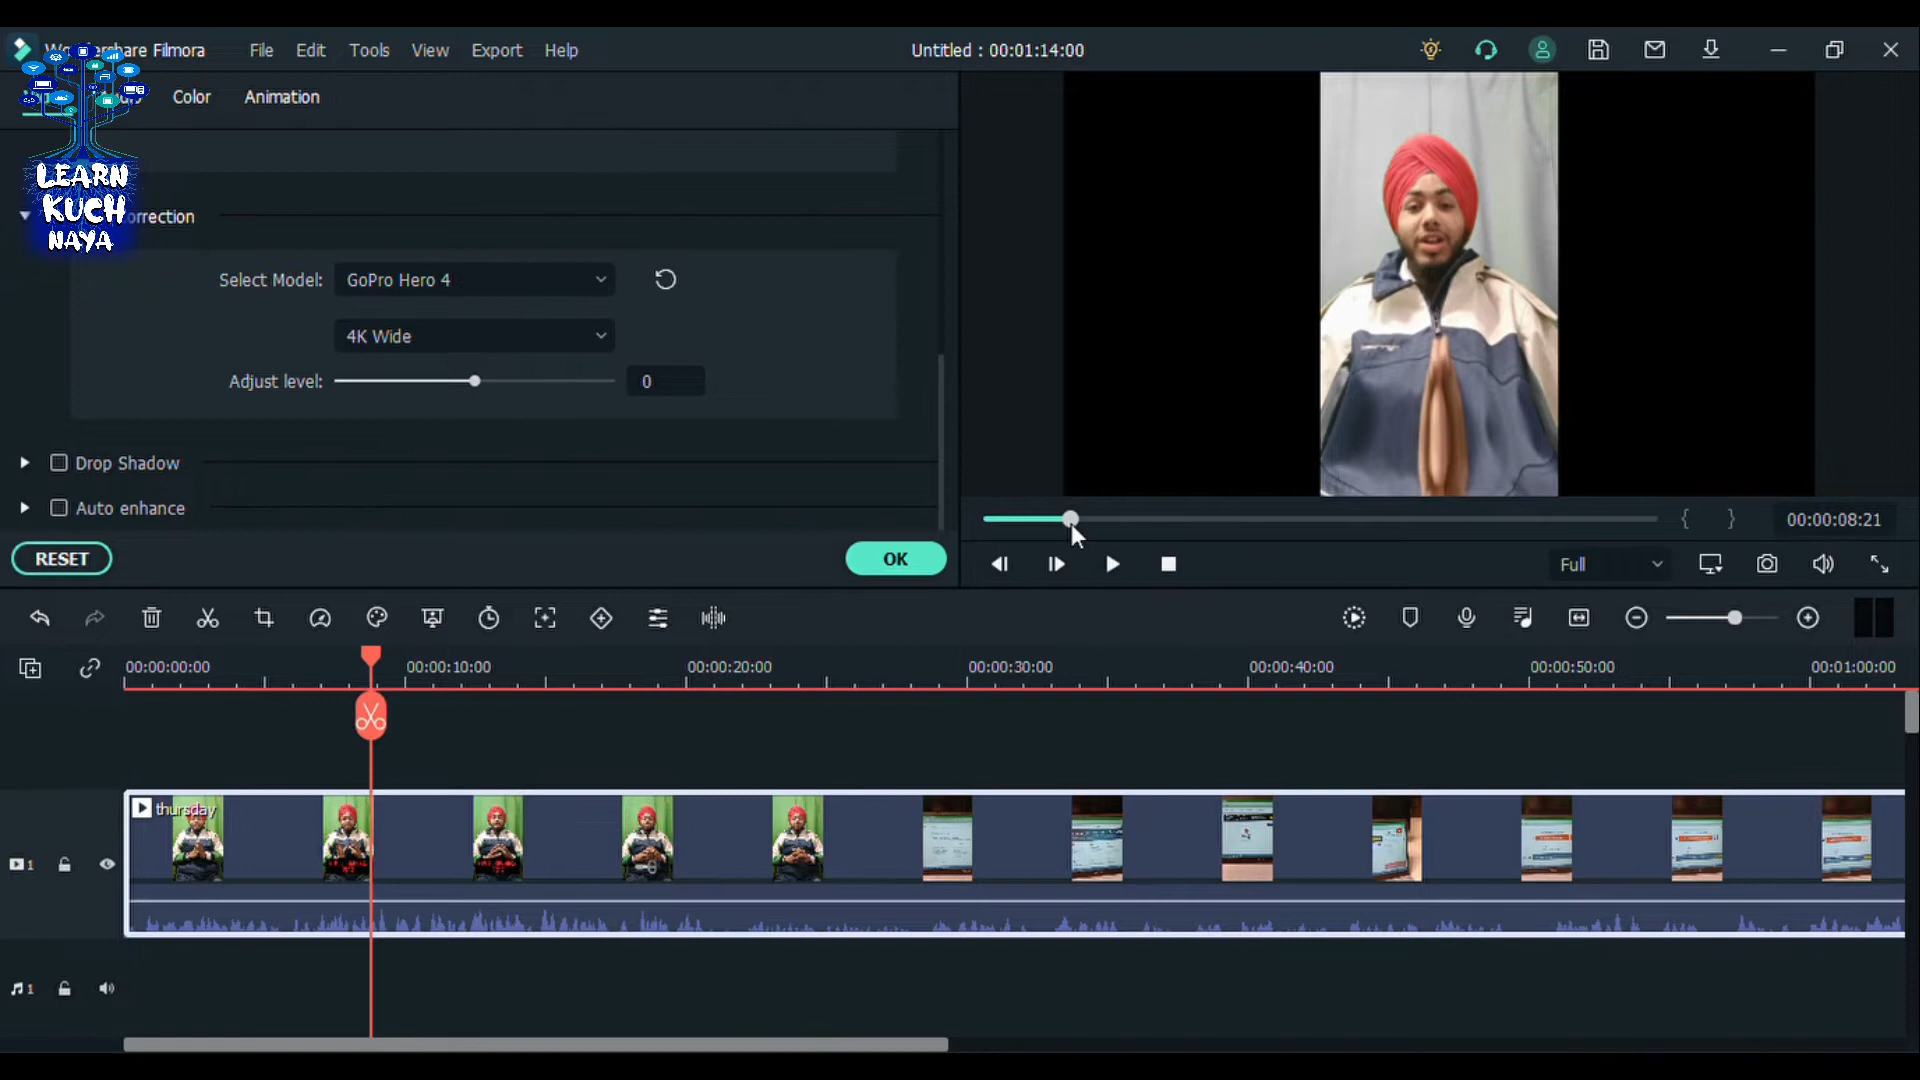 Wondershare Filmora
File
Edit
Tools
View
Export
Help
Untitled : 00:01:14:00
Color
Animation
LEARN
KUCH
NAYA
orrection
Select Model:
GoPro Hero 4
4K Wide
Adjust level:
0
Drop Shadow
Auto enhance
RESET
OK
{ }
00:00:08:21
Full
00:00:00:00
00:00:10:00
00:00:20:00
00:00:30:00
00:00:40:00
00:00:50:00
00:01:00:00
thursday
1
1